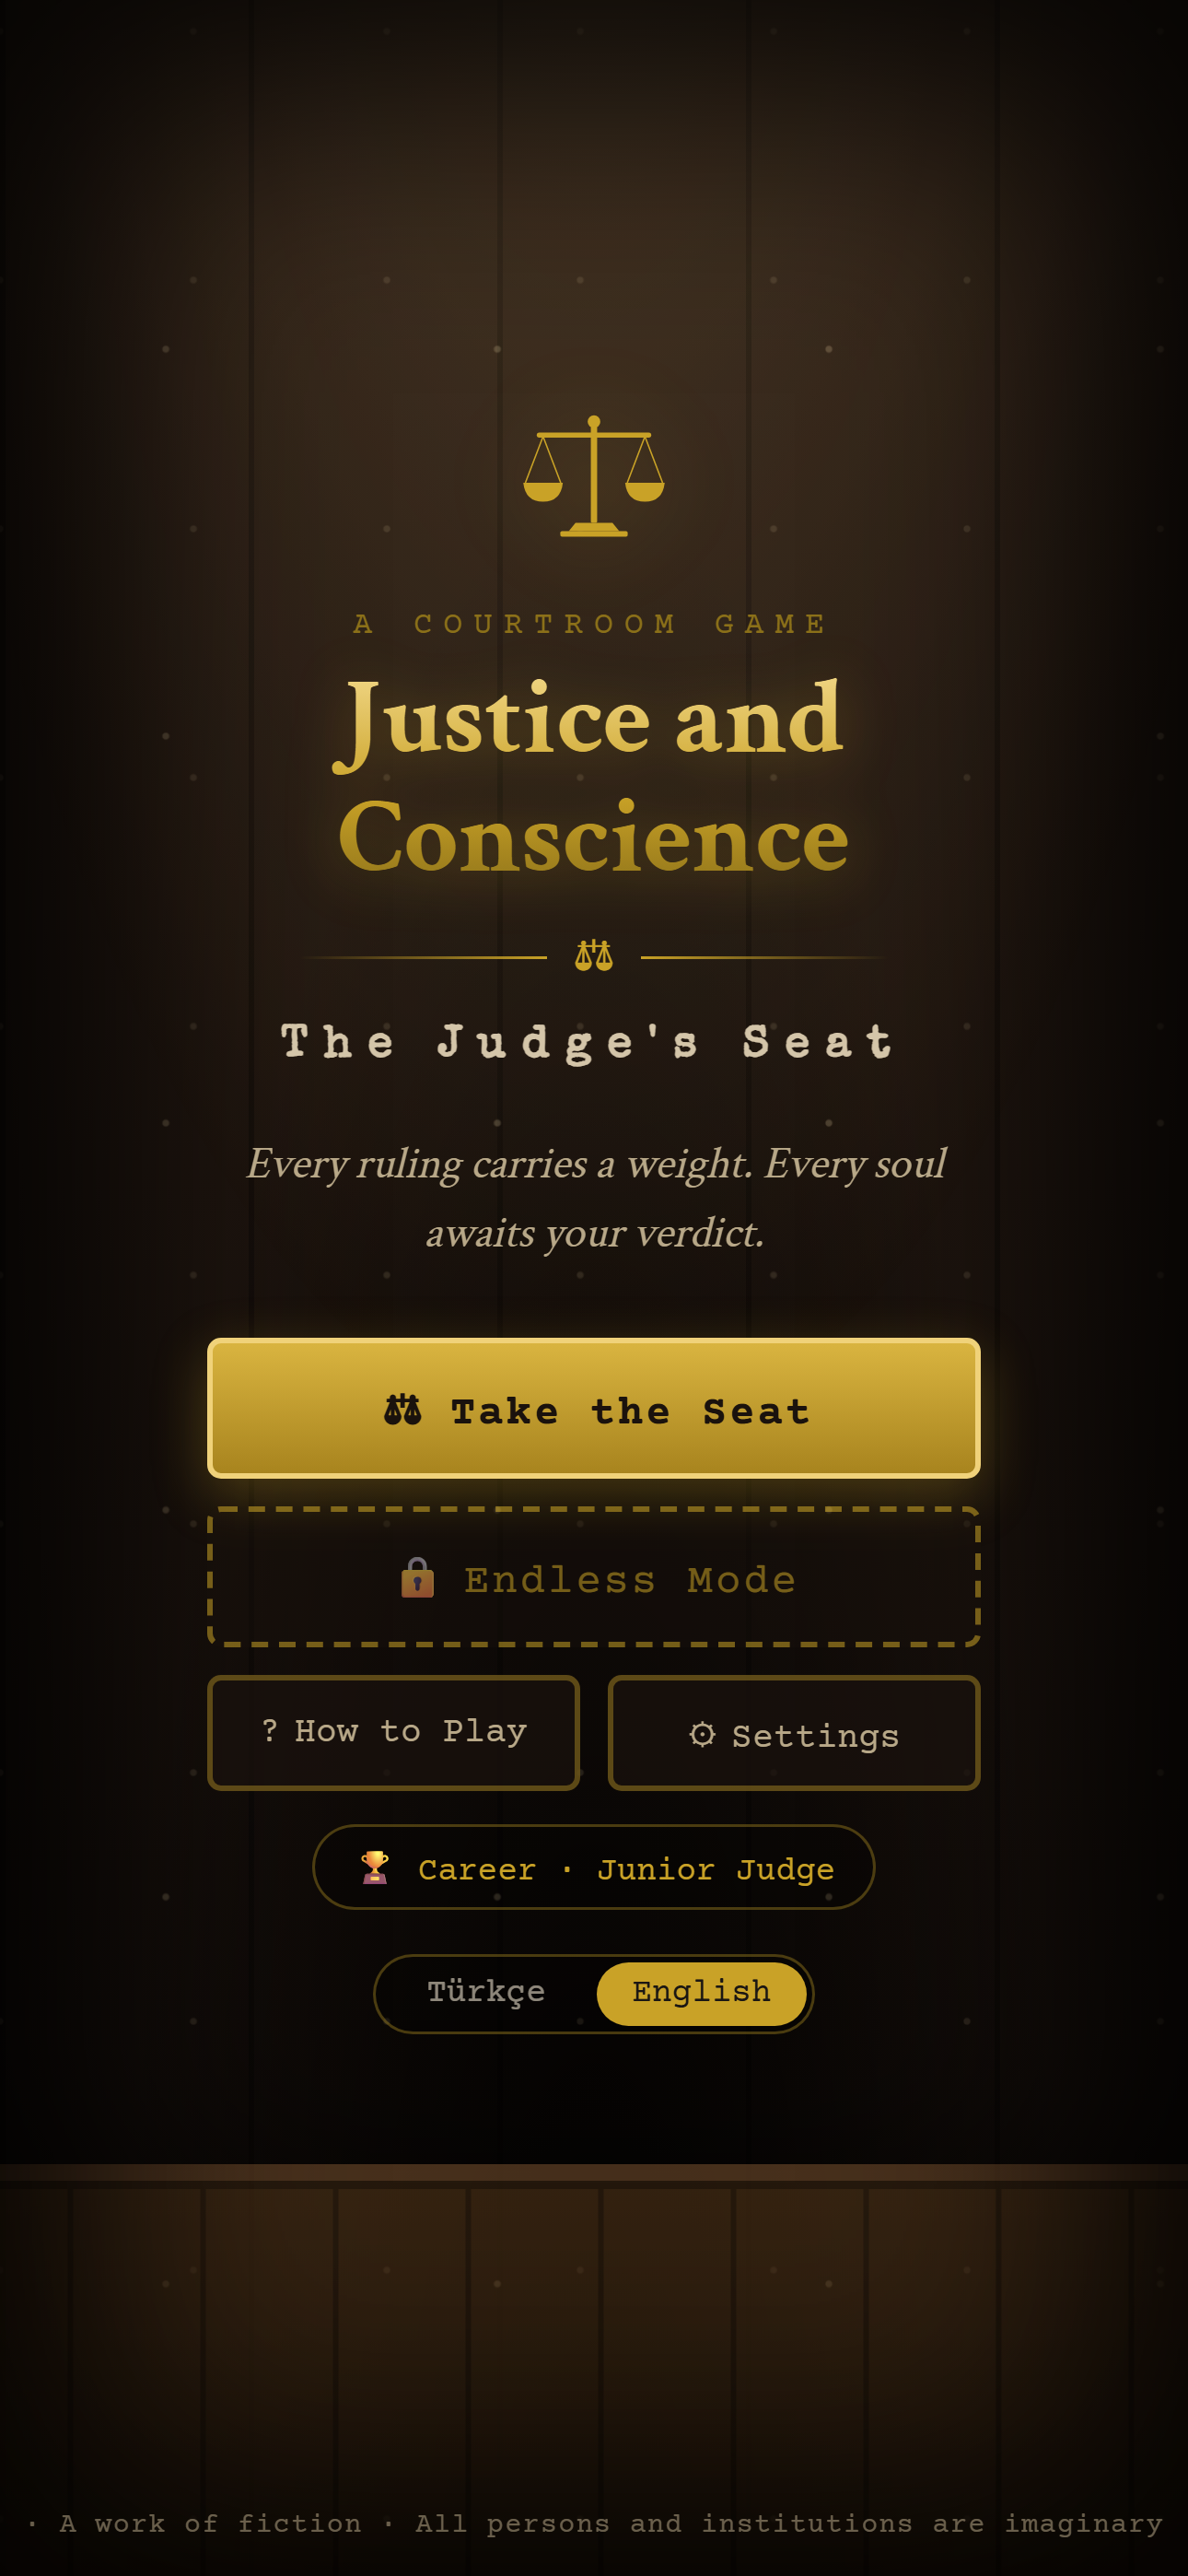 A COURTROOM GAME
Justice and
Conscience
The Judge's Seat
Every ruling carries a weight. Every soul
awaits your verdict.
Take the Seat
Endless Mode
? How to Play
Settings
Career · Junior Judge
Türkçe
English
· A work of fiction · All persons and institutions are imaginary